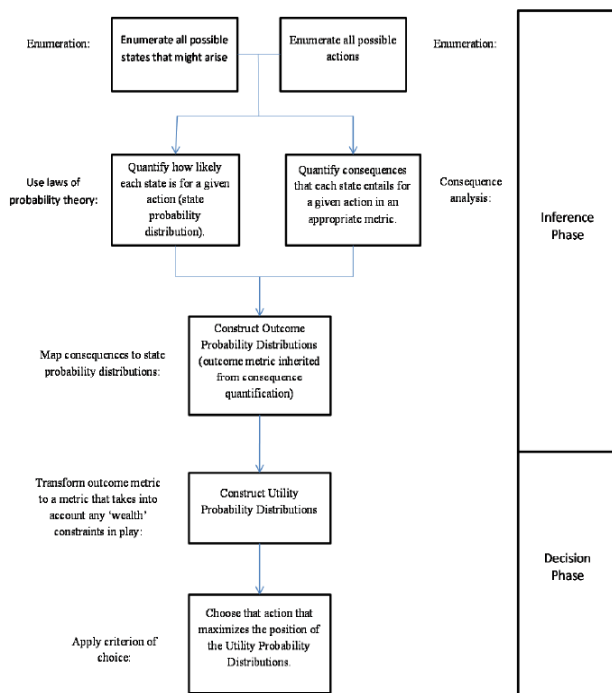 Enumeration:
Enumerate all possible
states that might arise
Enumerate all possible
actions
Enumeration:
Use laws of
probability theory:
Quantify how likely
each state is for a given
action (state
probability
distribution).
Quantify consequences
that each state entails for
a given action in an
appropriate metric.
Consequence
analysis:
Inference
Phase
Map consequences to state
probability distributions:
Construct Outcome
Probability Distributions
(outcome metric inherited
from consequence
quantification)
Transform outcome metric
to a metric that takes into
account any ‘wealth’
constraints in play:
Construct Utility
Probability Distributions
Decision
Phase
Apply criterion of
choice:
Choose that action that
maximizes the position of
the Utility Probability
Distributions.